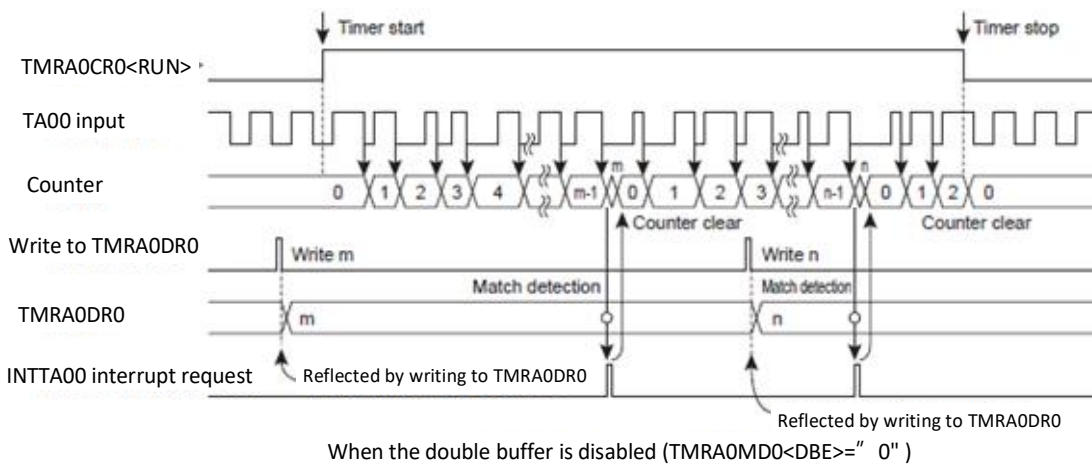 Timer start
Timer stop
TMRA0CR0<RUN>
TA00 input
m
n
Counter
0 1 2 3 4 m-1 0 1 2 3 n-1 0 1 2 0
Counter clear
Counter clear
Write to TMRA0DR0
Write m
Write n
Match detection
Match detection
TMRA0DR0
m
n
INTTA00 interrupt request
Reflected by writing to TMRA0DR0
Reflected by writing to TMRA0DR0
When the double buffer is disabled (TMRA0MD0<DBE>=” 0" )